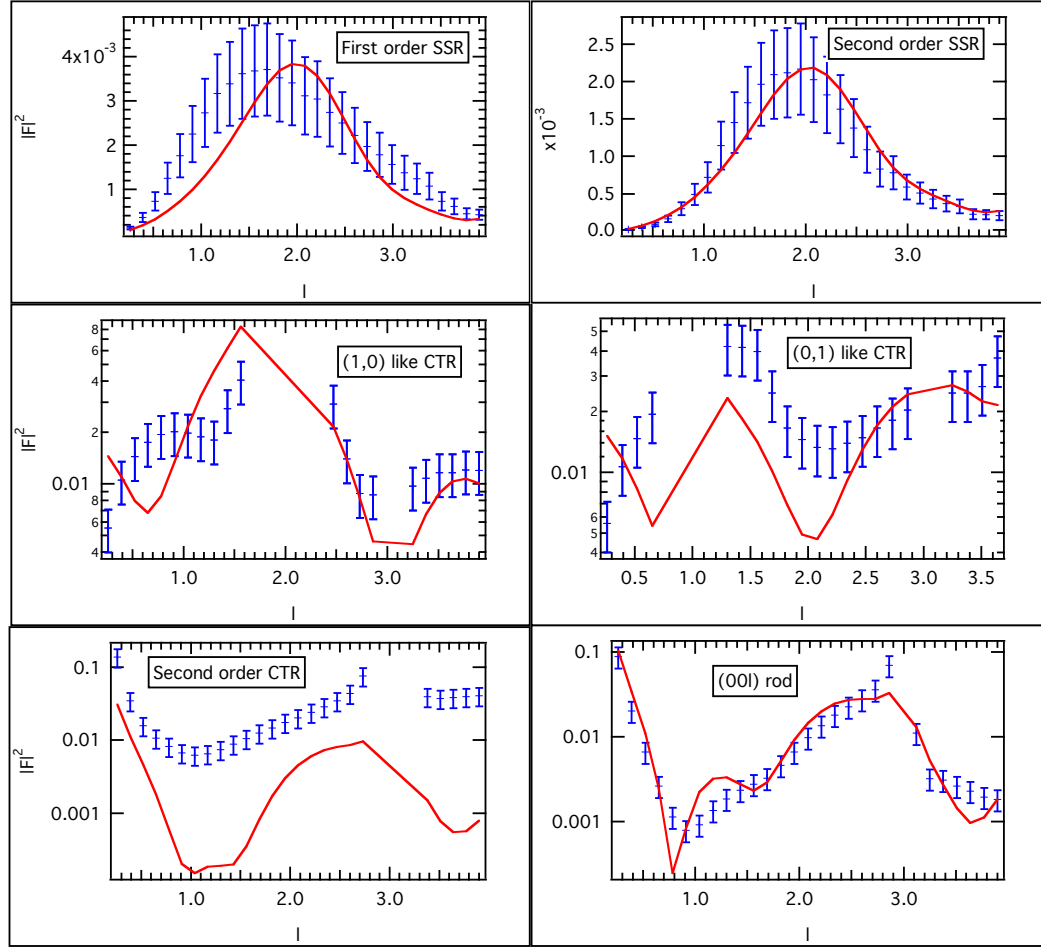 First order SSR
4x10⁻³
3
2
1
|F|²
1.0 2.0 3.0
l
Second order SSR
2.5
2.0
1.5
1.0
0.5
0.0
x10⁻³
1.0 2.0 3.0
l
(1,0) like CTR
8
6
4
2
0.01
8
6
4
|F|²
1.0 2.0 3.0
l
(0,1) like CTR
5
4
3
2
0.01
8
7
6
5
4
0.5 1.0 1.5 2.0 2.5 3.0 3.5
l
Second order CTR
0.1
0.01
0.001
|F|²
1.0 2.0 3.0
l
(00l) rod
0.1
0.01
0.001
1.0 2.0 3.0
l